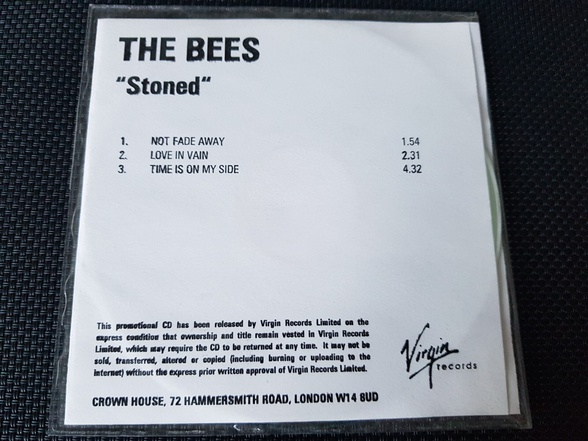 THE BEES
“Stoned“
1. NOT FADE AWAY 1.54
2. LOVE IN VAIN 2.31
3. TIME IS ON MY SIDE 4.32
This promotional CD has been released by Virgin Records Limited on the
express condition that ownership and title remain vested in Virgin Records
Limited, which may require the CD to be returned at any time. It may not be
sold, transferred, altered or copied (including burning or uploading to the
internet) without the express prior written approval of Virgin Records Limited.
Virgin
records
CROWN HOUSE, 72 HAMMERSMITH ROAD, LONDON W14 8UD